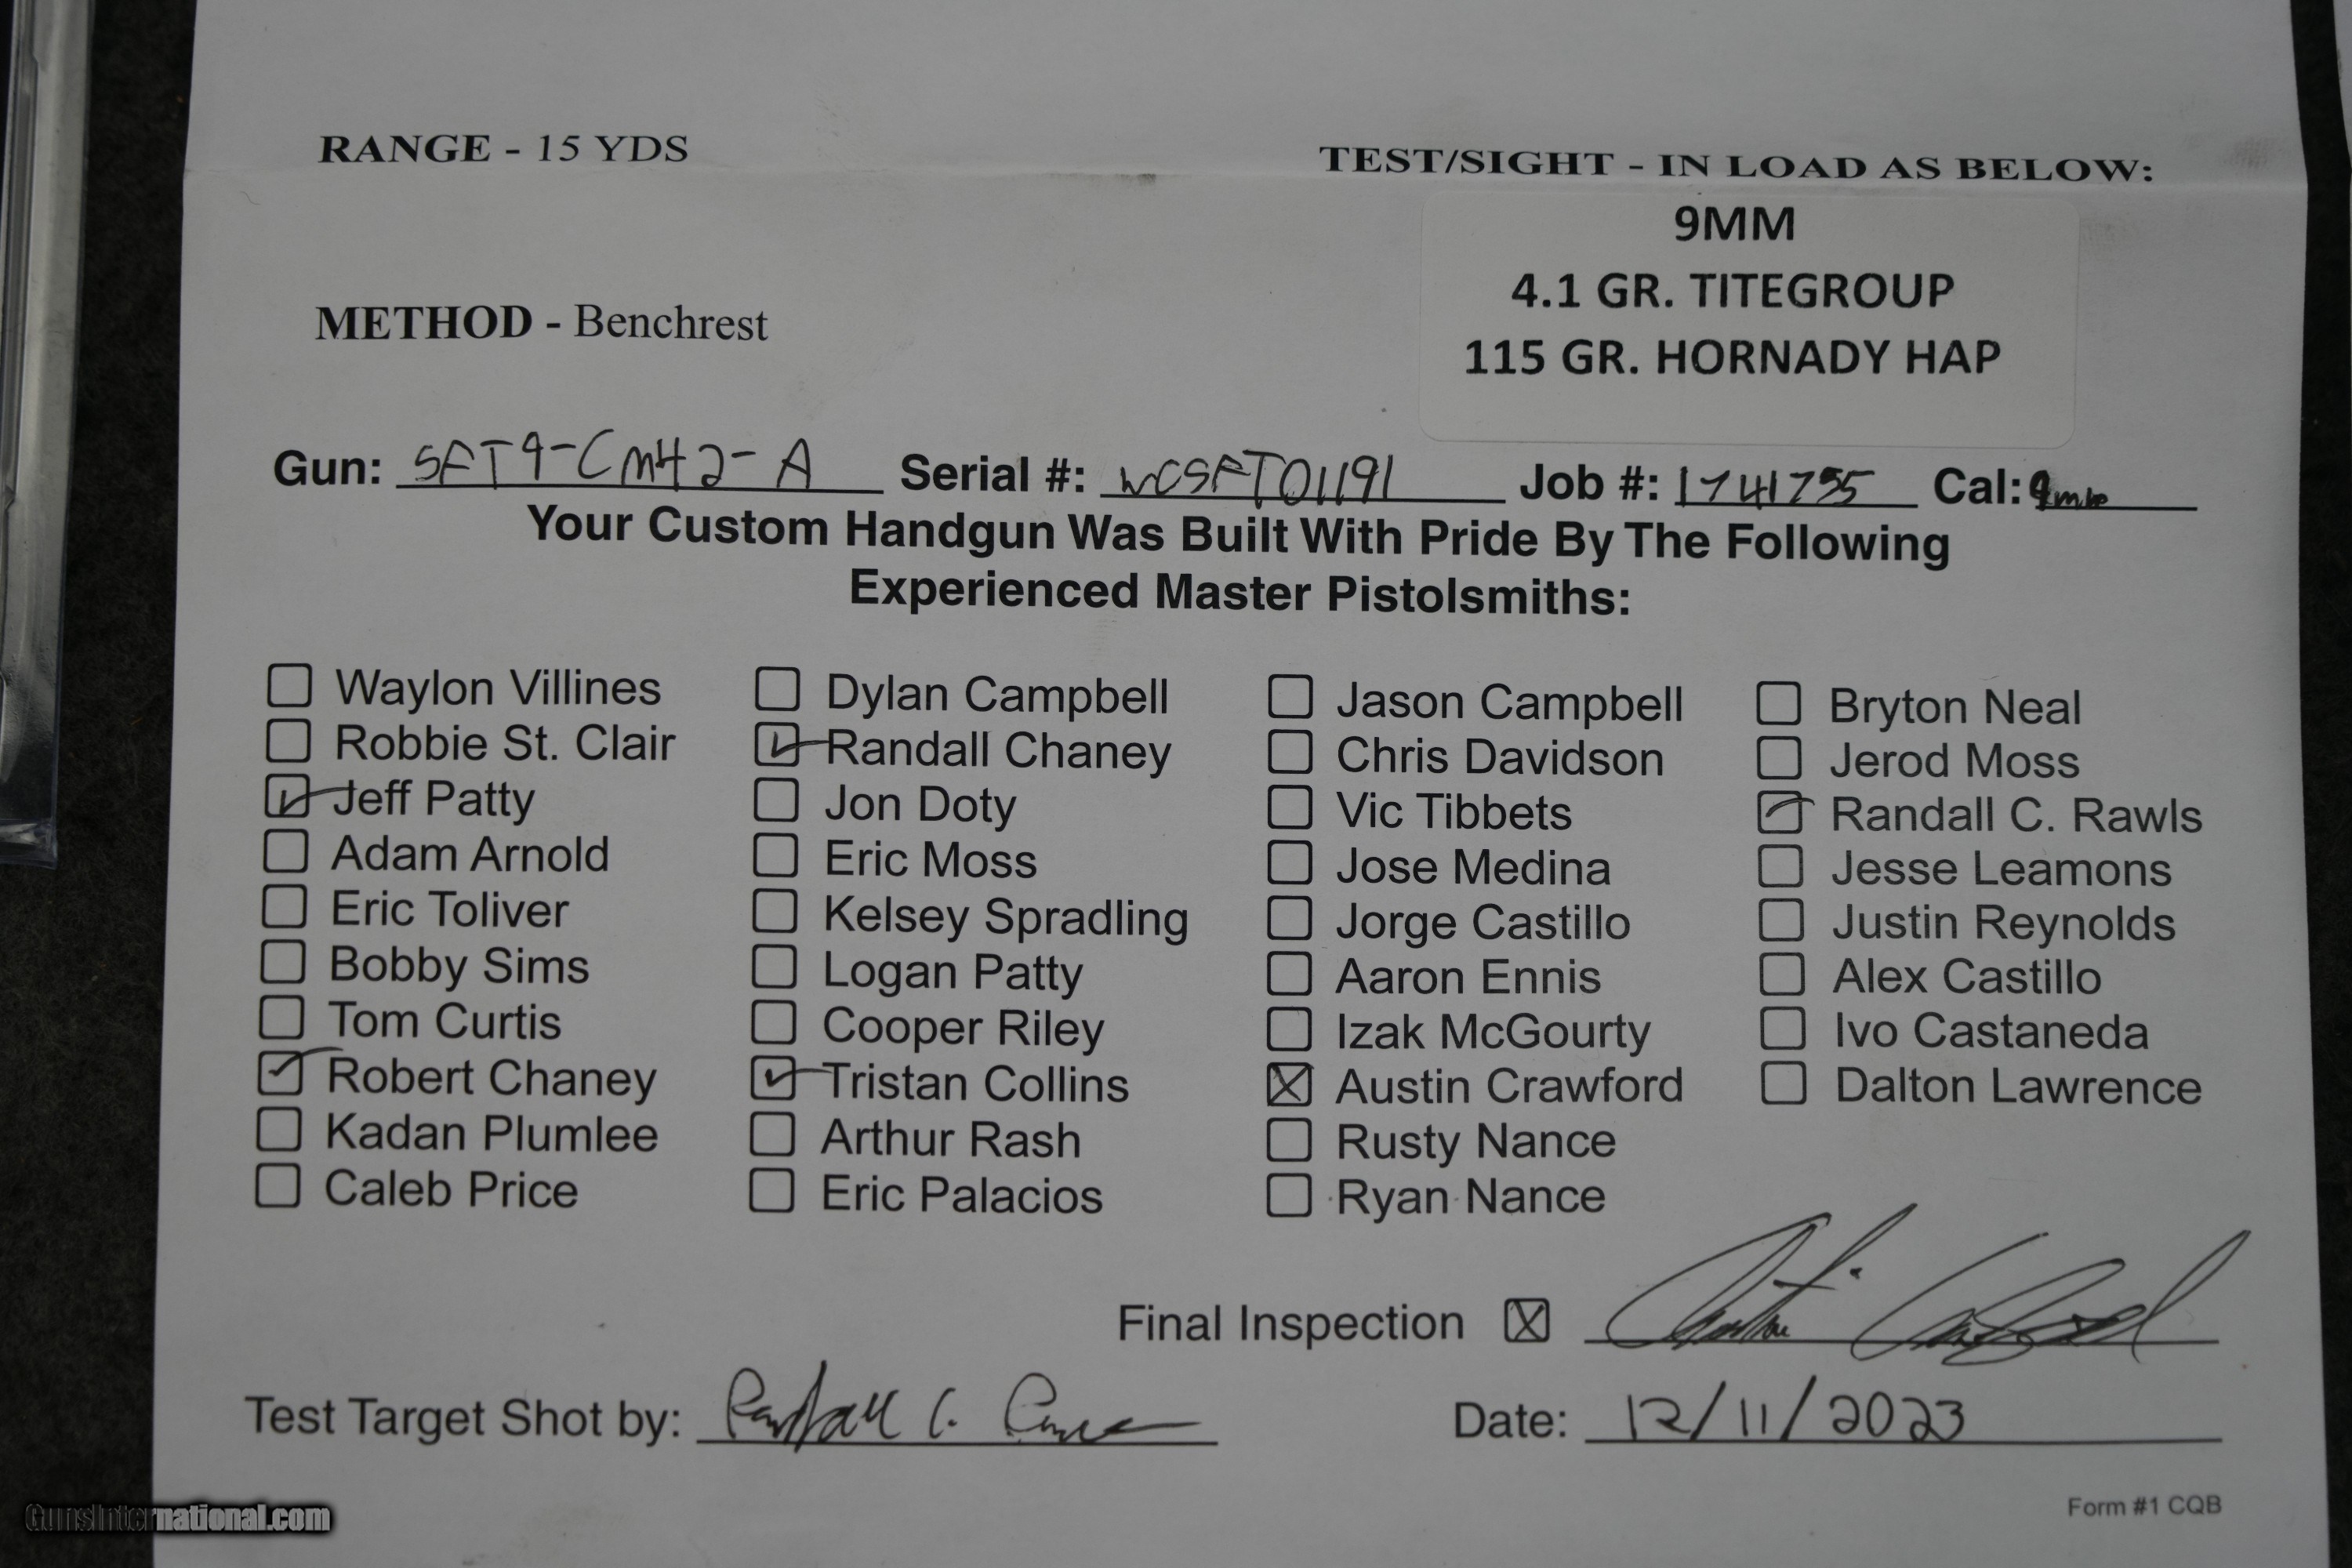 RANGE - 15 YDS
TEST/SIGHT - IN LOAD AS BELOW:
9MM
4.1 GR. TITEGROUP
115 GR. HORNADY HAP
METHOD - Benchrest
Gun: SFT9-CM42-A Serial #: WCSFT01191 Job #: 1741755 Cal: 9mm
Your Custom Handgun Was Built With Pride By The Following
Experienced Master Pistolsmiths:
Waylon Villines
Robbie St. Clair
Jeff Patty
Adam Arnold
Eric Toliver
Bobby Sims
Tom Curtis
Robert Chaney
Kadan Plumlee
Caleb Price
Dylan Campbell
Randall Chaney
Jon Doty
Eric Moss
Kelsey Spradling
Logan Patty
Cooper Riley
Tristan Collins
Arthur Rash
Eric Palacios
Jason Campbell
Chris Davidson
Vic Tibbets
Jose Medina
Jorge Castillo
Aaron Ennis
Izak McGourty
Austin Crawford
Rusty Nance
Ryan Nance
Bryton Neal
Jerod Moss
Randall C. Rawls
Jesse Leamons
Justin Reynolds
Alex Castillo
Ivo Castaneda
Dalton Lawrence
Final Inspection
Test Target Shot by: Randall C.
Date: 12/11/2023
Form #1 CQB
GunsInternational.com